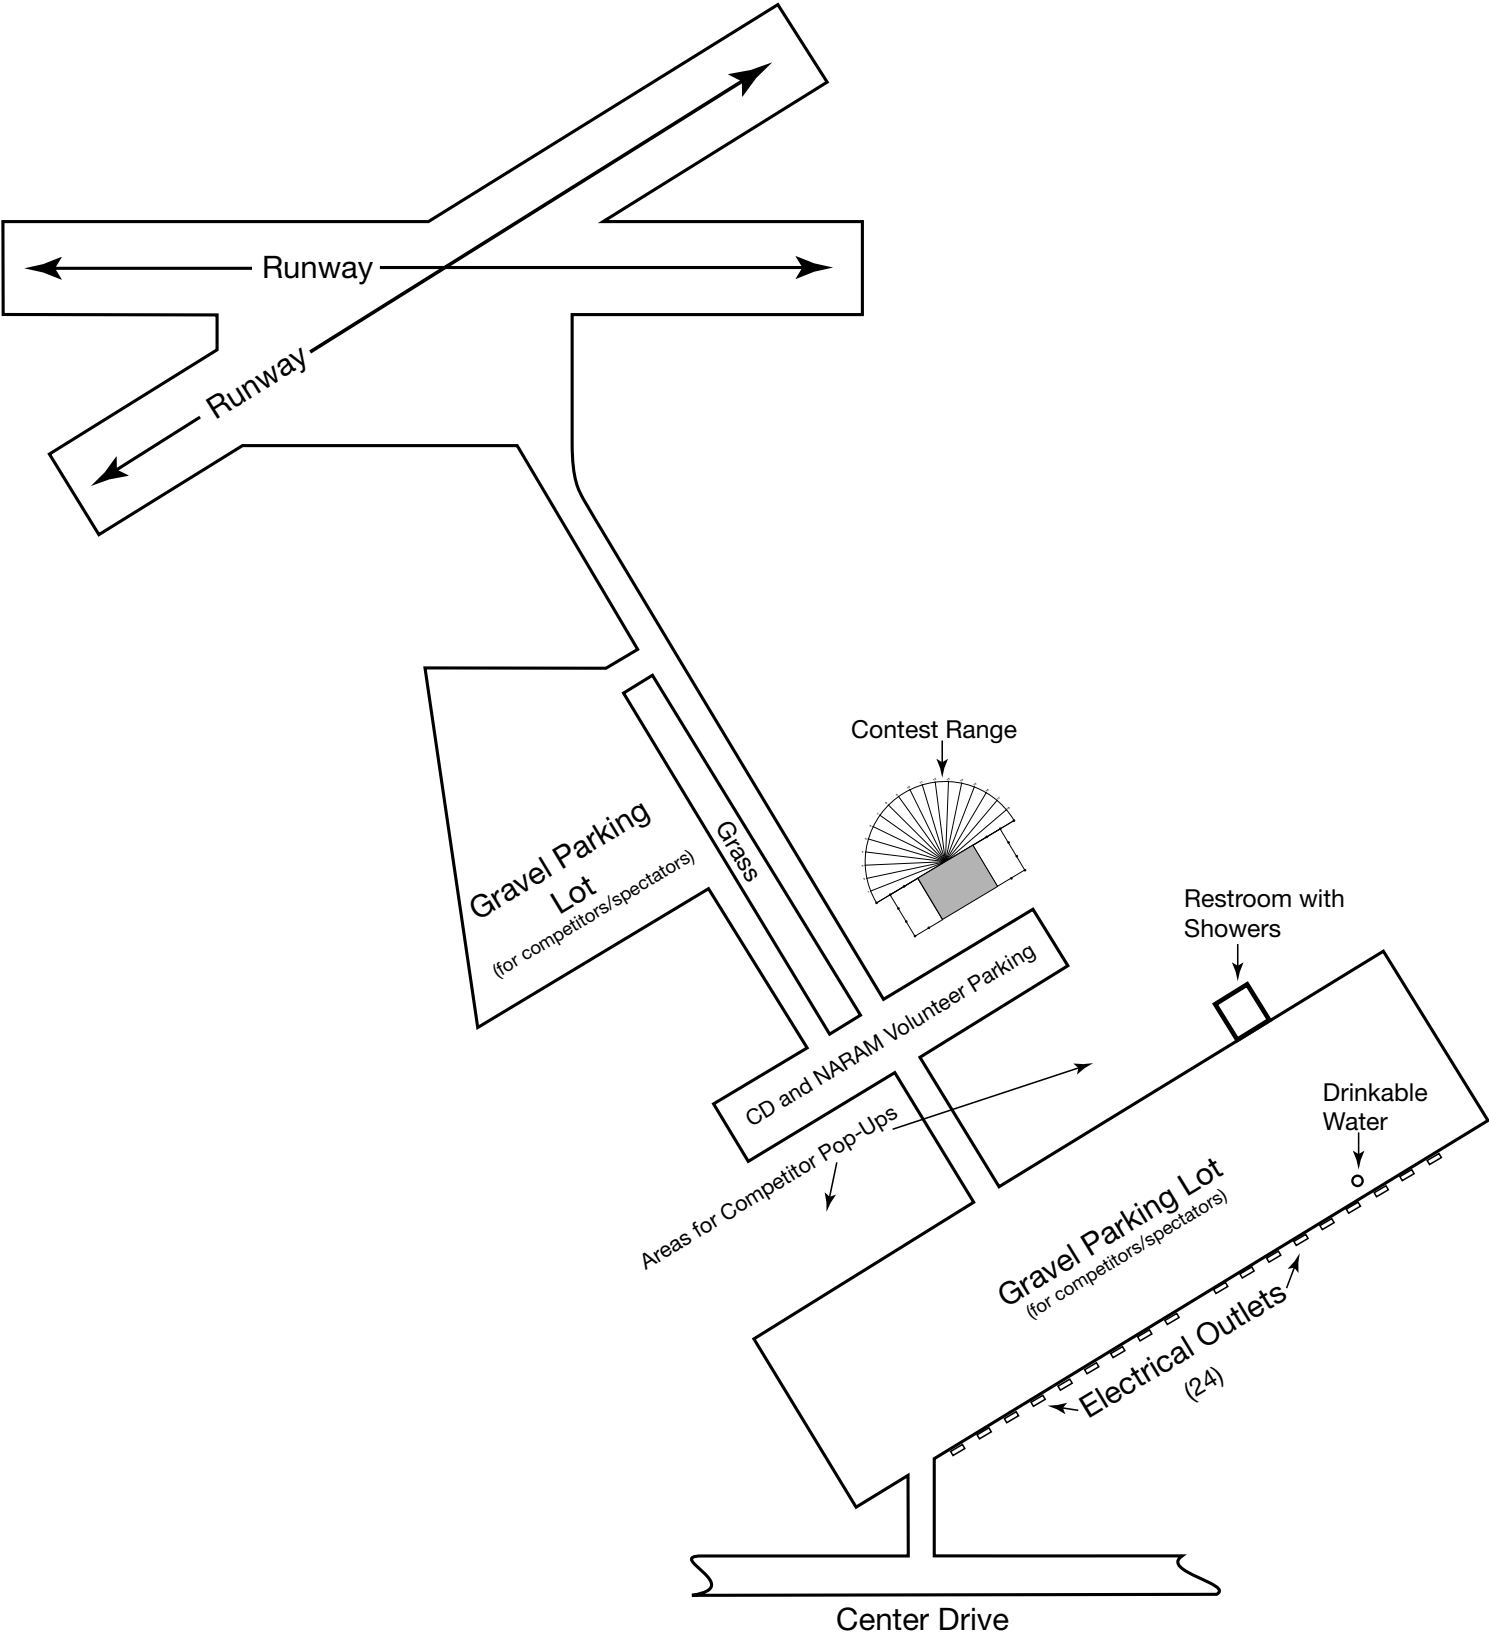 Runway
Runway
Contest Range
Gravel Parking
Lot
(for competitors/spectators)
Grass
Restroom with
Showers
CD and NARAM Volunteer Parking
Drinkable
Water
Areas for Competitor Pop-Ups
Gravel Parking Lot
(for competitors/spectators)
Electrical Outlets
(24)
Center Drive